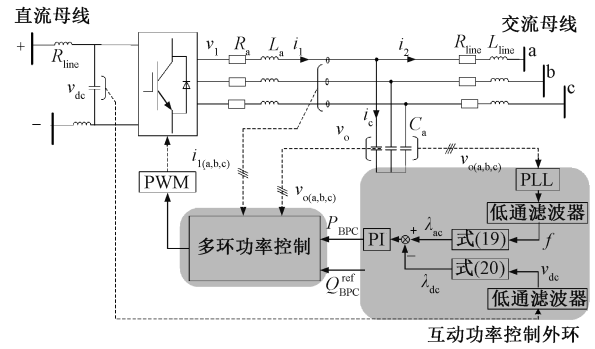 直流母线
交流母线
+
R_line
v_dc
−
v_1 R_a L_a i_1 i_2 R_line L_line a
b
c
i_c
C_a
v_o
i_1(a,b,c)
v_o(a,b,c)
v_o(a,b,c)
PWM
PLL
低通滤波器
多环功率控制
P_BPC
PI
+
−
λ_ac
式(19)
f
λ_dc
式(20)
v_dc
Q_BPC^ref
低通滤波器
互动功率控制外环